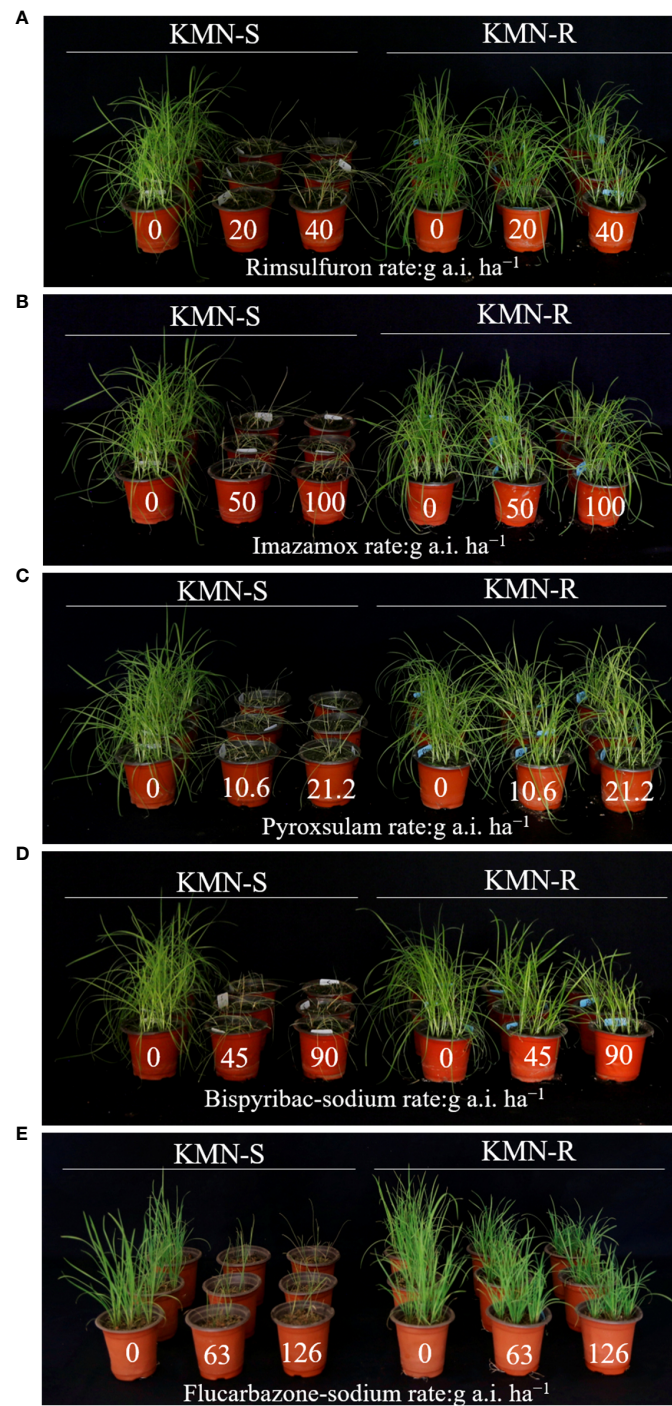 A
KMN-S KMN-R
0 20 40 0 20 40
Rimsulfuron rate:g a.i. ha⁻¹
B
KMN-S KMN-R
0 50 100 0 50 100
Imazamox rate:g a.i. ha⁻¹
C
KMN-S KMN-R
0 10.6 21.2 0 10.6 21.2
Pyroxsulam rate:g a.i. ha⁻¹
D
KMN-S KMN-R
0 45 90 0 45 90
Bispyribac-sodium rate:g a.i. ha⁻¹
E
KMN-S KMN-R
0 63 126 0 63 126
Flucarbazone-sodium rate:g a.i. ha⁻¹